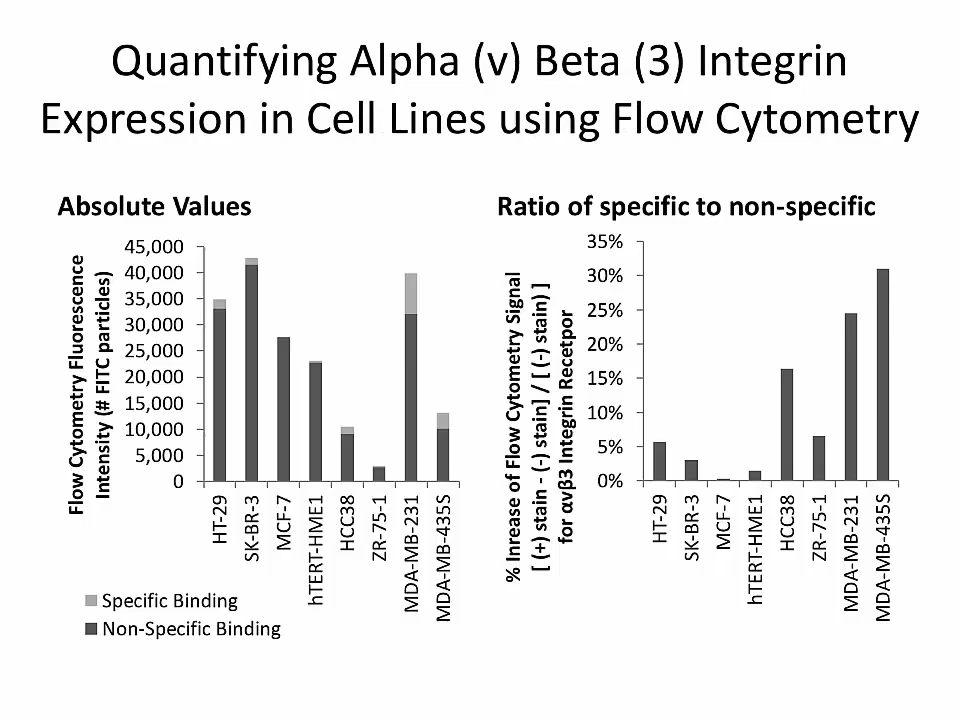 Quantifying Alpha (v) Beta (3) Integrin
Expression in Cell Lines using Flow Cytometry
Absolute Values
Flow Cytometry Fluorescence
Intensity (# FITC particles)
45,000
40,000
35,000
30,000
25,000
20,000
15,000
10,000
5,000
0
HT-29
SK-BR-3
MCF-7
hTERT-HME1
HCC38
ZR-75-1
MDA-MB-231
MDA-MB-435S
Specific Binding
Non-Specific Binding
Ratio of specific to non-specific
% Inrease of Flow Cytometry Signal
[ (+) stain - (-) stain] / [ (-) stain) ]
for αvβ3 Integrin Recetpor
35%
30%
25%
20%
15%
10%
5%
0%
HT-29
SK-BR-3
MCF-7
hTERT-HME1
HCC38
ZR-75-1
MDA-MB-231
MDA-MB-435S